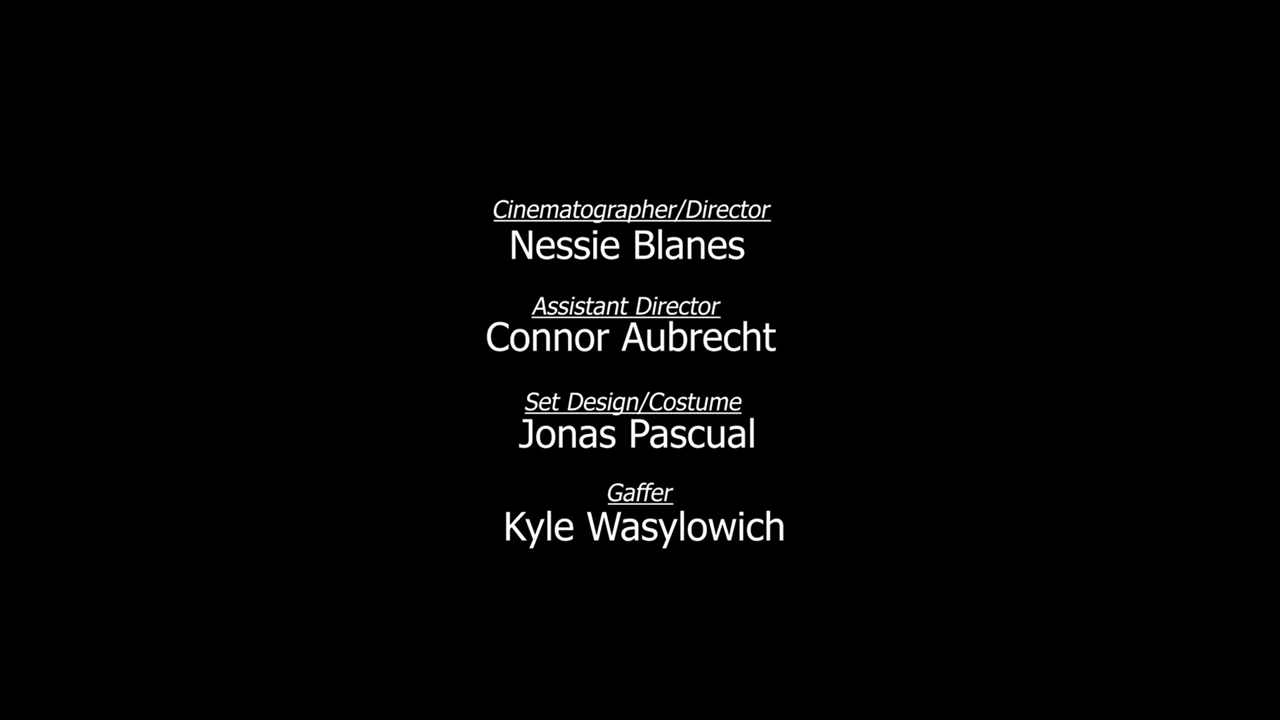 Cinematographer/Director
Nessie Blanes
Assistant Director
Connor Aubrecht
Set Design/Costume
Jonas Pascual
Gaffer
Kyle Wasylowich